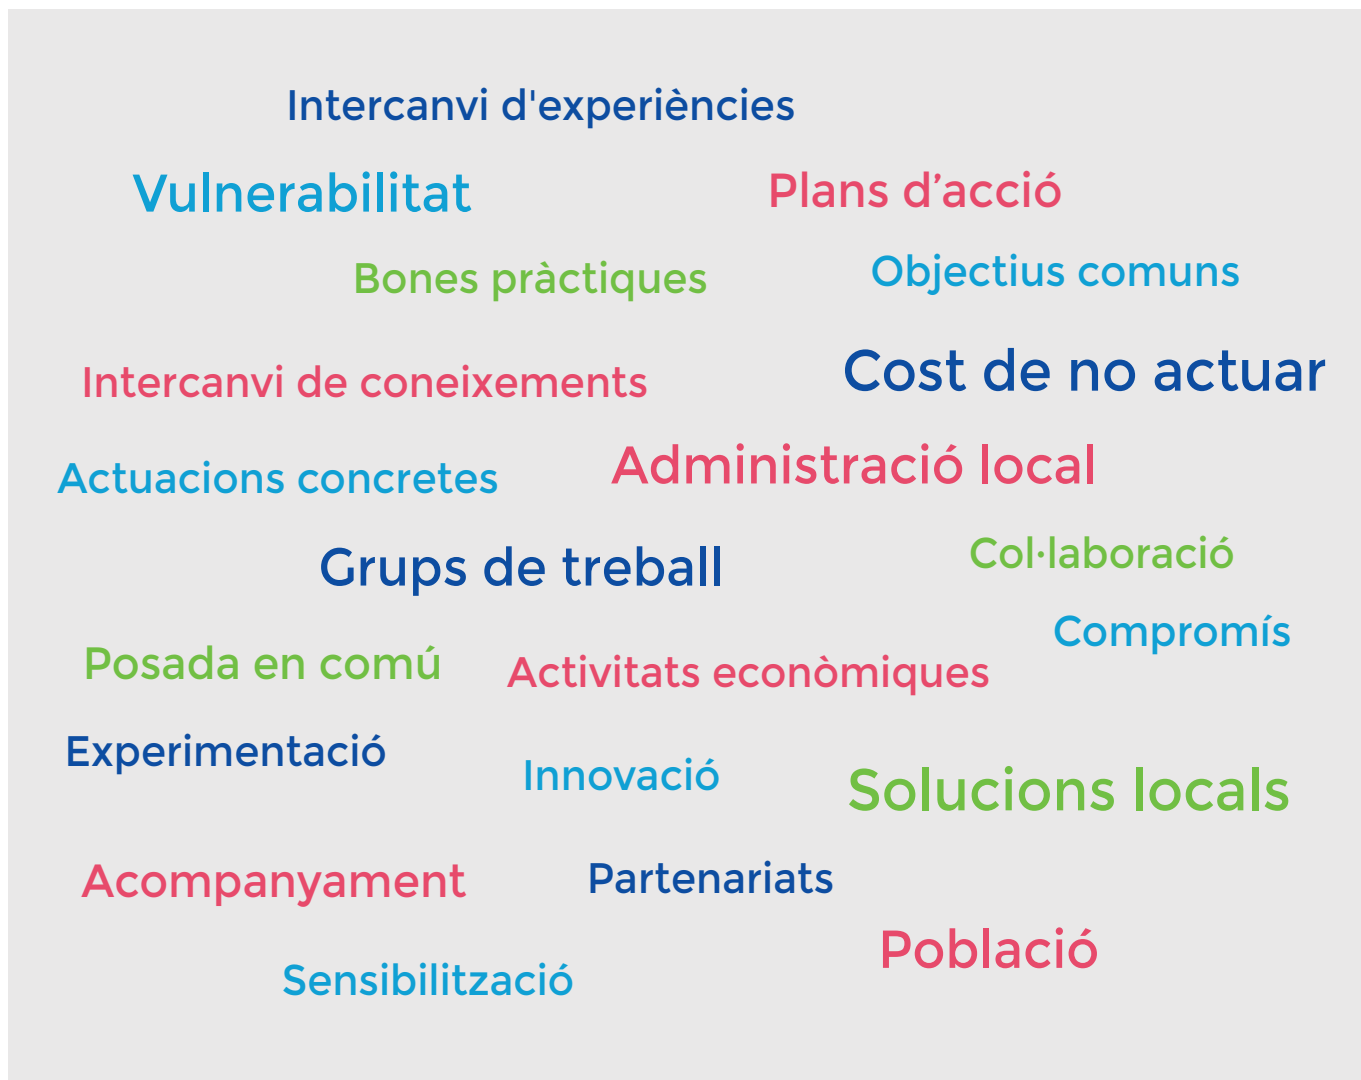 Intercanvi d'experiències
Vulnerabilitat
Plans d’acció
Bones pràctiques
Objectius comuns
Intercanvi de coneixements
Cost de no actuar
Actuacions concretes
Administració local
Grups de treball
Col·laboració
Compromís
Posada en comú
Activitats econòmiques
Experimentació
Innovació
Solucions locals
Acompanyament
Partenariats
Població
Sensibilització